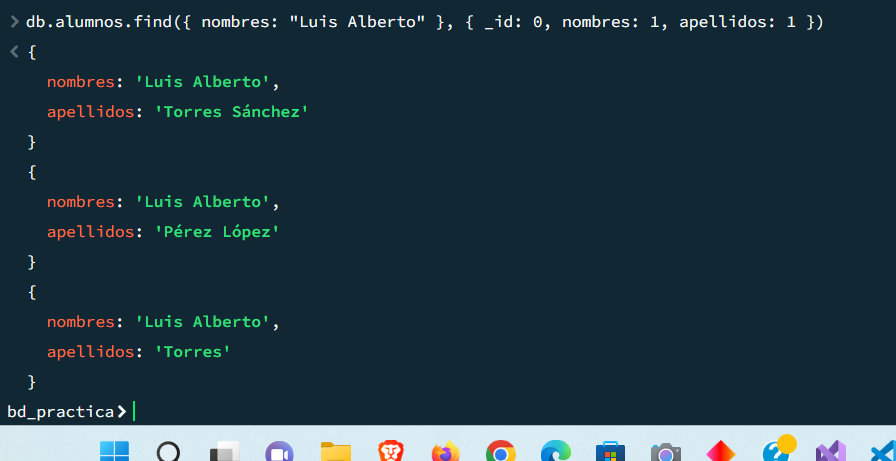 > db.alumnos.find({ nombres: "Luis Alberto" }, { _id: 0, nombres: 1, apellidos: 1 })
< {
nombres: 'Luis Alberto',
apellidos: 'Torres Sánchez'
}
{
nombres: 'Luis Alberto',
apellidos: 'Pérez López'
}
{
nombres: 'Luis Alberto',
apellidos: 'Torres'
}
bd_practica>